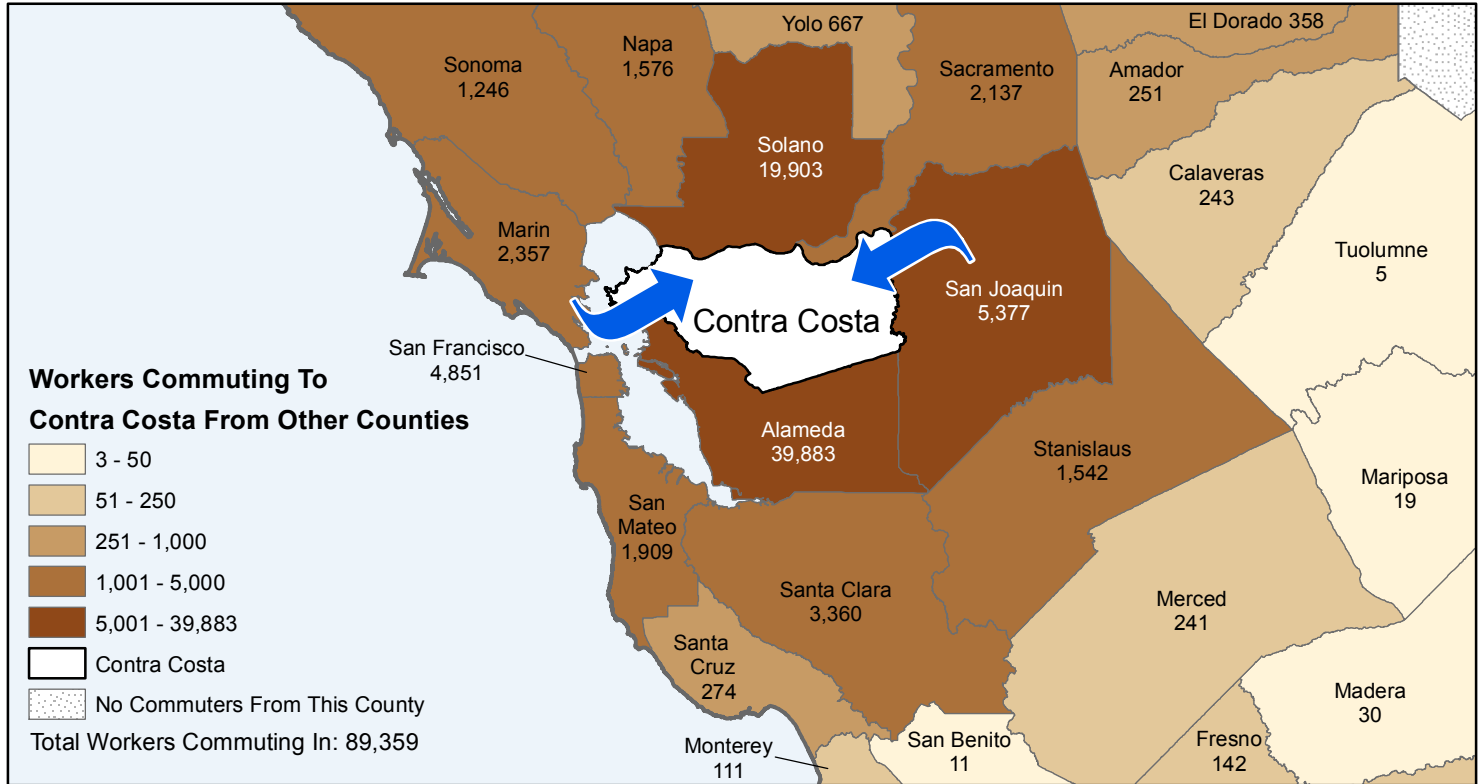 Yolo 667
El Dorado 358
Napa
1,576
Sonoma
1,246
Sacramento
2,137
Amador
251
Solano
19,903
Calaveras
243
Marin
2,357
Tuolumne
5
San Joaquin
5,377
Contra Costa
San Francisco
4,851
Workers Commuting To
Contra Costa From Other Counties
3 - 50
51 - 250
251 - 1,000
1,001 - 5,000
5,001 - 39,883
Contra Costa
No Commuters From This County
Total Workers Commuting In: 89,359
Alameda
39,883
Stanislaus
1,542
Mariposa
19
San
Mateo
1,909
Santa Clara
3,360
Merced
241
Santa
Cruz
274
Madera
30
Monterey
111
San Benito
11
Fresno
142